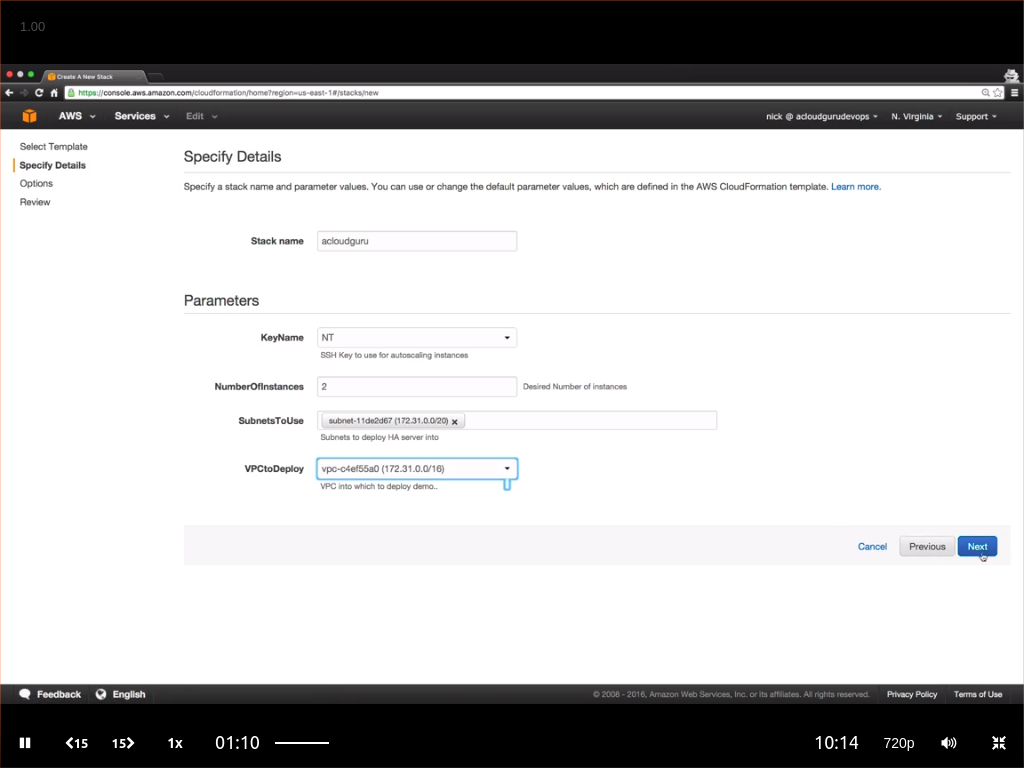 1.00
Create A New Stack
https://console.aws.amazon.com/cloudformation/home?region=us-east-1#/stacks/new
AWS Services Edit nick @ acloudgurudevops N. Virginia Support
Select Template
Specify Details
Options
Review
Specify Details
Specify a stack name and parameter values. You can use or change the default parameter values, which are defined in the AWS CloudFormation template. Learn more.
Stack name acloudguru
Parameters
KeyName NT
SSH Key to use for autoscaling instances
NumberOfInstances 2 Desired Number of instances
SubnetsToUse subnet-11de2d67 (172.31.0.0/20) x
Subnets to deploy HA server into
VPCtoDeploy vpc-c4ef55a0 (172.31.0.0/16)
VPC into which to deploy demo..
Cancel Previous Next
Feedback English © 2008 - 2016, Amazon Web Services, Inc. or its affiliates. All rights reserved. Privacy Policy Terms of Use
15 15 1x 01:10 10:14 720p